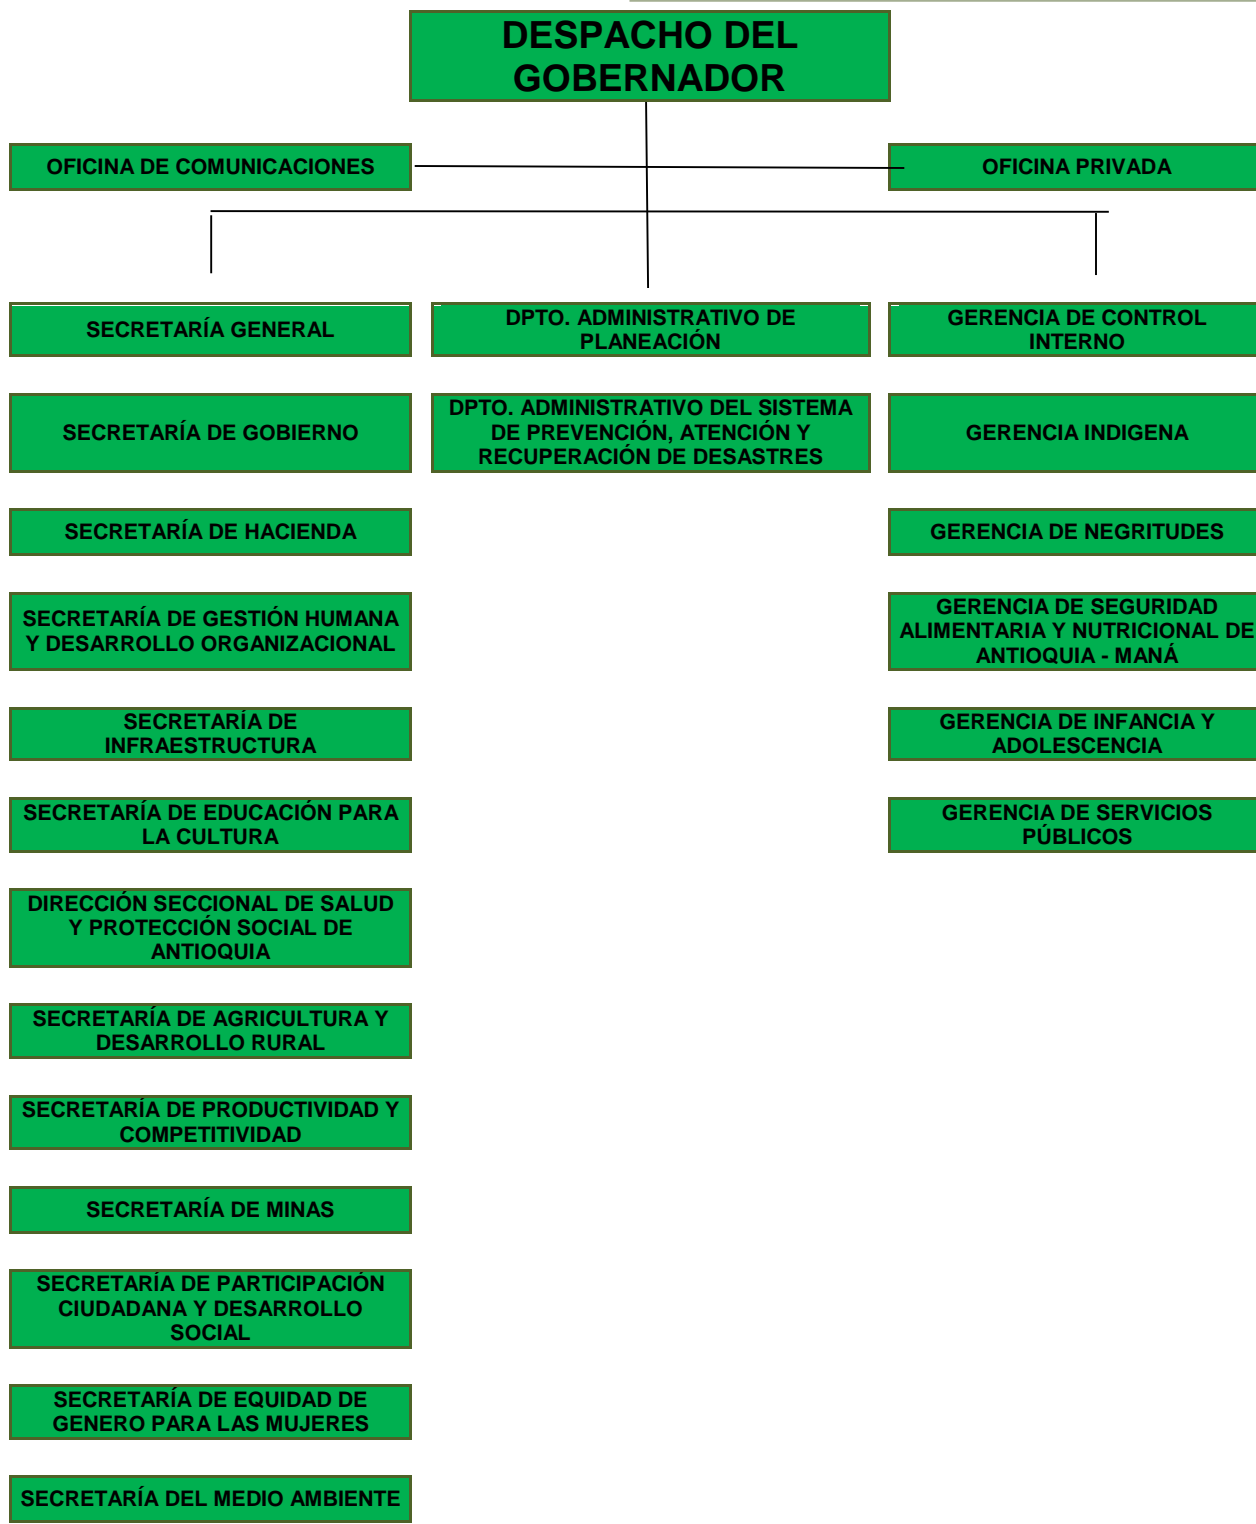 DESPACHO DEL
GOBERNADOR
OFICINA DE COMUNICACIONES
OFICINA PRIVADA
SECRETARÍA GENERAL
DPTO. ADMINISTRATIVO DE
PLANEACIÓN
GERENCIA DE CONTROL
INTERNO
SECRETARÍA DE GOBIERNO
DPTO. ADMINISTRATIVO DEL SISTEMA
DE PREVENCIÓN, ATENCIÓN Y
RECUPERACIÓN DE DESASTRES
GERENCIA INDIGENA
SECRETARÍA DE HACIENDA
GERENCIA DE NEGRITUDES
SECRETARÍA DE GESTIÓN HUMANA
Y DESARROLLO ORGANIZACIONAL
GERENCIA DE SEGURIDAD
ALIMENTARIA Y NUTRICIONAL DE
ANTIOQUIA - MANÁ
SECRETARÍA DE
INFRAESTRUCTURA
GERENCIA DE INFANCIA Y
ADOLESCENCIA
SECRETARÍA DE EDUCACIÓN PARA
LA CULTURA
GERENCIA DE SERVICIOS
PÚBLICOS
DIRECCIÓN SECCIONAL DE SALUD
Y PROTECCIÓN SOCIAL DE
ANTIOQUIA
SECRETARÍA DE AGRICULTURA Y
DESARROLLO RURAL
SECRETARÍA DE PRODUCTIVIDAD Y
COMPETITIVIDAD
SECRETARÍA DE MINAS
SECRETARÍA DE PARTICIPACIÓN
CIUDADANA Y DESARROLLO
SOCIAL
SECRETARÍA DE EQUIDAD DE
GENERO PARA LAS MUJERES
SECRETARÍA DEL MEDIO AMBIENTE